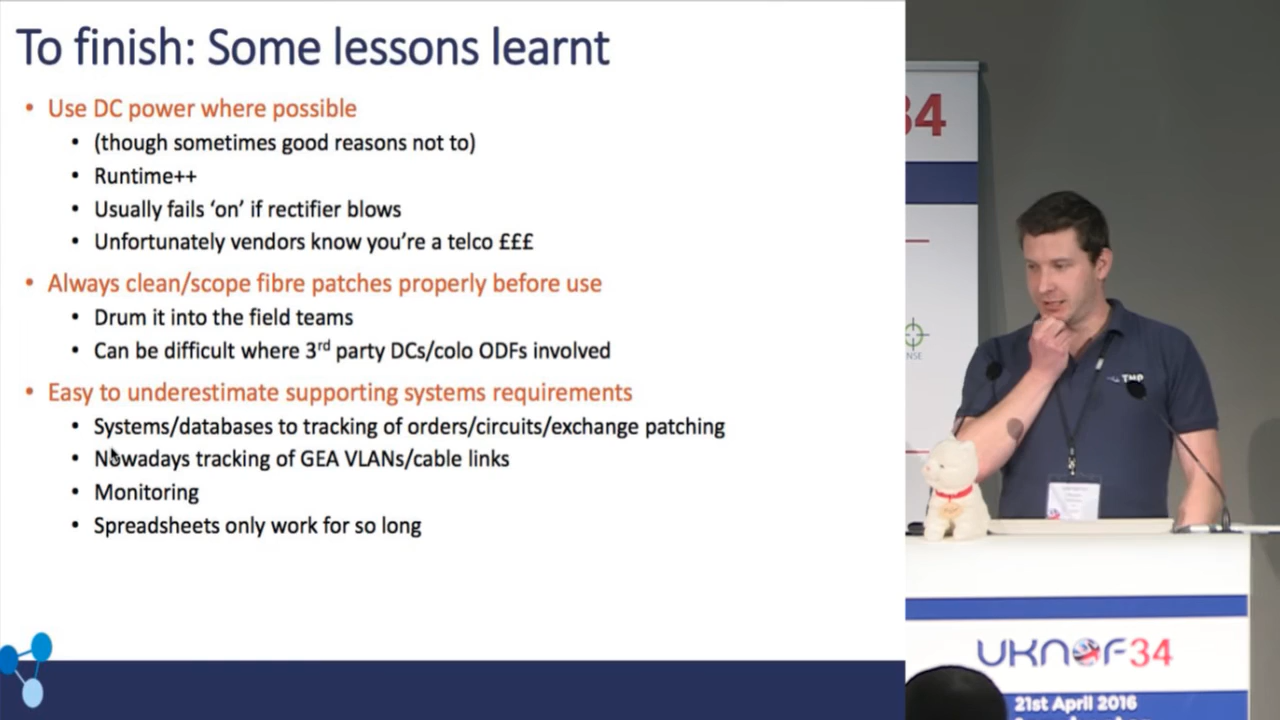 To finish: Some lessons learnt
• Use DC power where possible
• (though sometimes good reasons not to)
• Runtime++
• Usually fails ‘on’ if rectifier blows
• Unfortunately vendors know you’re a telco £££
• Always clean/scope fibre patches properly before use
• Drum it into the field teams
• Can be difficult where 3rd party DCs/colo ODFs involved
• Easy to underestimate supporting systems requirements
• Systems/databases to tracking of orders/circuits/exchange patching
• Nowadays tracking of GEA VLANs/cable links
• Monitoring
• Spreadsheets only work for so long
34
NSE
UKNOF34
21st April 2016